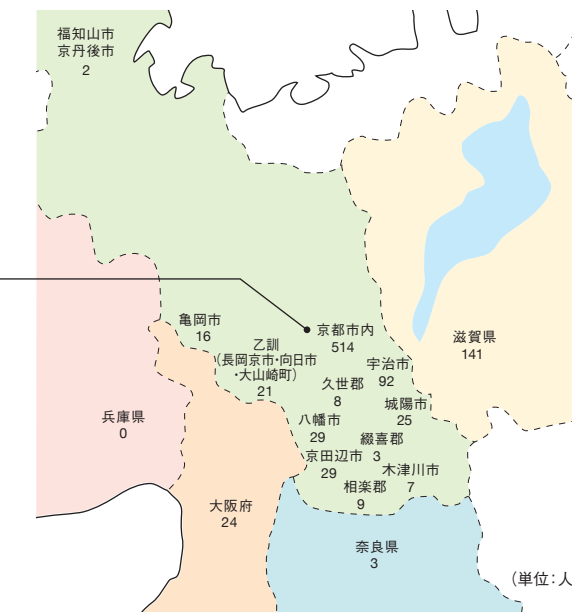 福知山市
京丹後市
2
亀岡市
16
乙訓
(長岡京市・向日市
・大山崎町)
21
京都市内
514
宇治市
92
久世郡
8
城陽市
25
八幡市
29
綴喜郡
3
京田辺市
29
木津川市
7
相楽郡
9
滋賀県
141
兵庫県
0
大阪府
24
奈良県
3
(単位:人